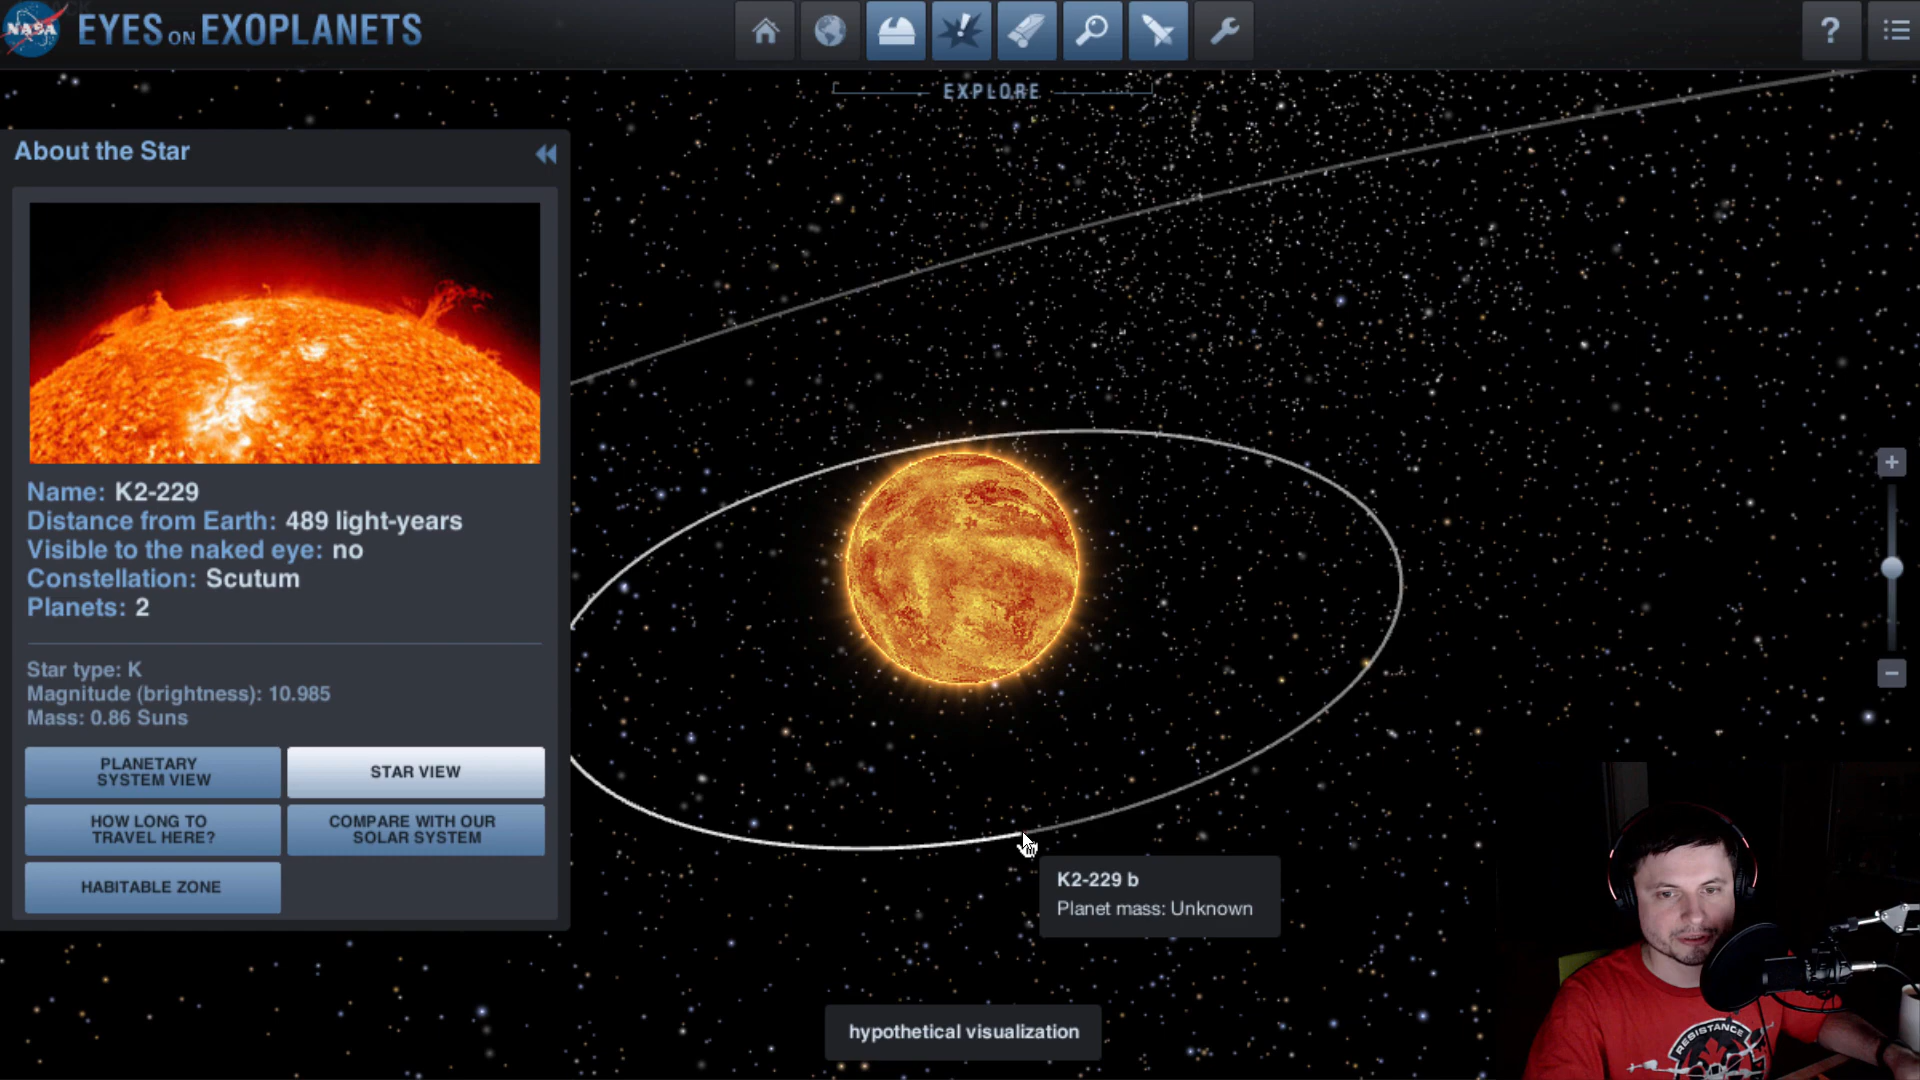 NASA
EYES ON EXOPLANETS
?
EXPLORE
About the Star
Name: K2-229
Distance from Earth: 489 light-years
Visible to the naked eye: no
Constellation: Scutum
Planets: 2
Star type: K
Magnitude (brightness): 10.985
Mass: 0.86 Suns
PLANETARY
SYSTEM VIEW
STAR VIEW
HOW LONG TO
TRAVEL HERE?
COMPARE WITH OUR
SOLAR SYSTEM
HABITABLE ZONE
+
−
K2-229 b
Planet mass: Unknown
hypothetical visualization
RESISTANCE